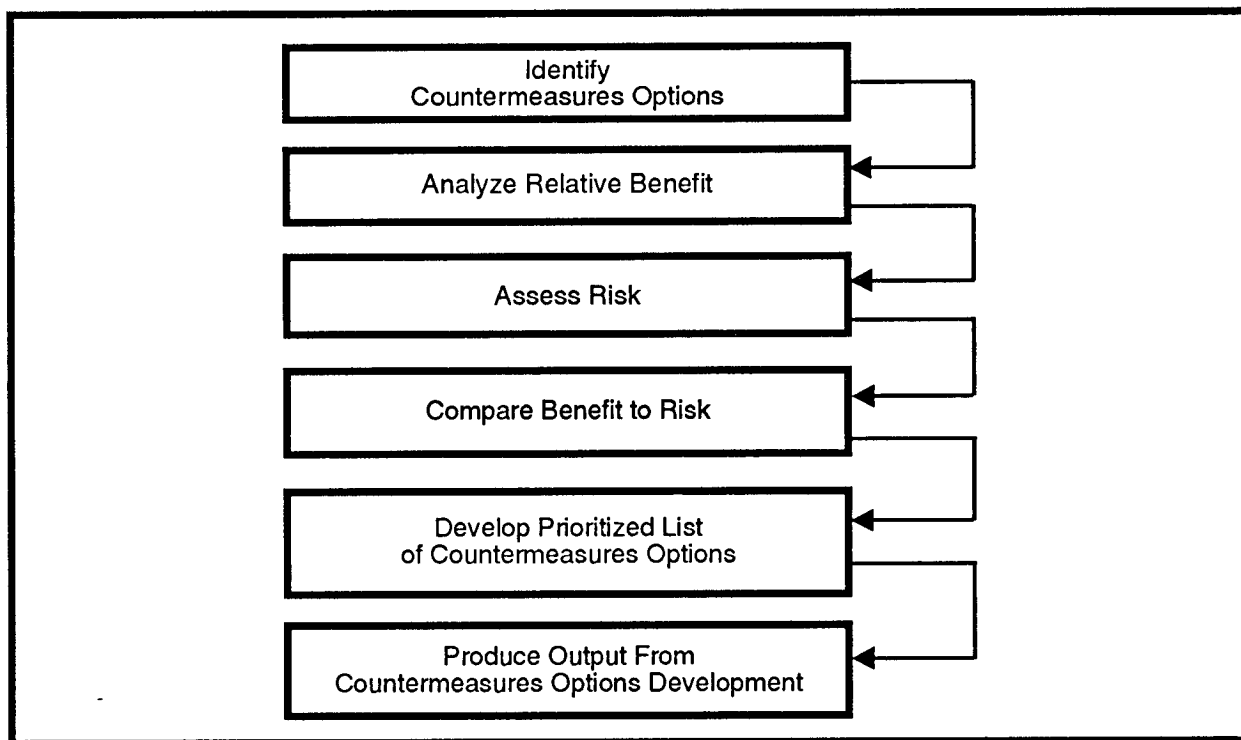 Identify
Countermeasures Options
Analyze Relative Benefit
Assess Risk
Compare Benefit to Risk
Develop Prioritized List
of Countermeasures Options
Produce Output From
Countermeasures Options Development